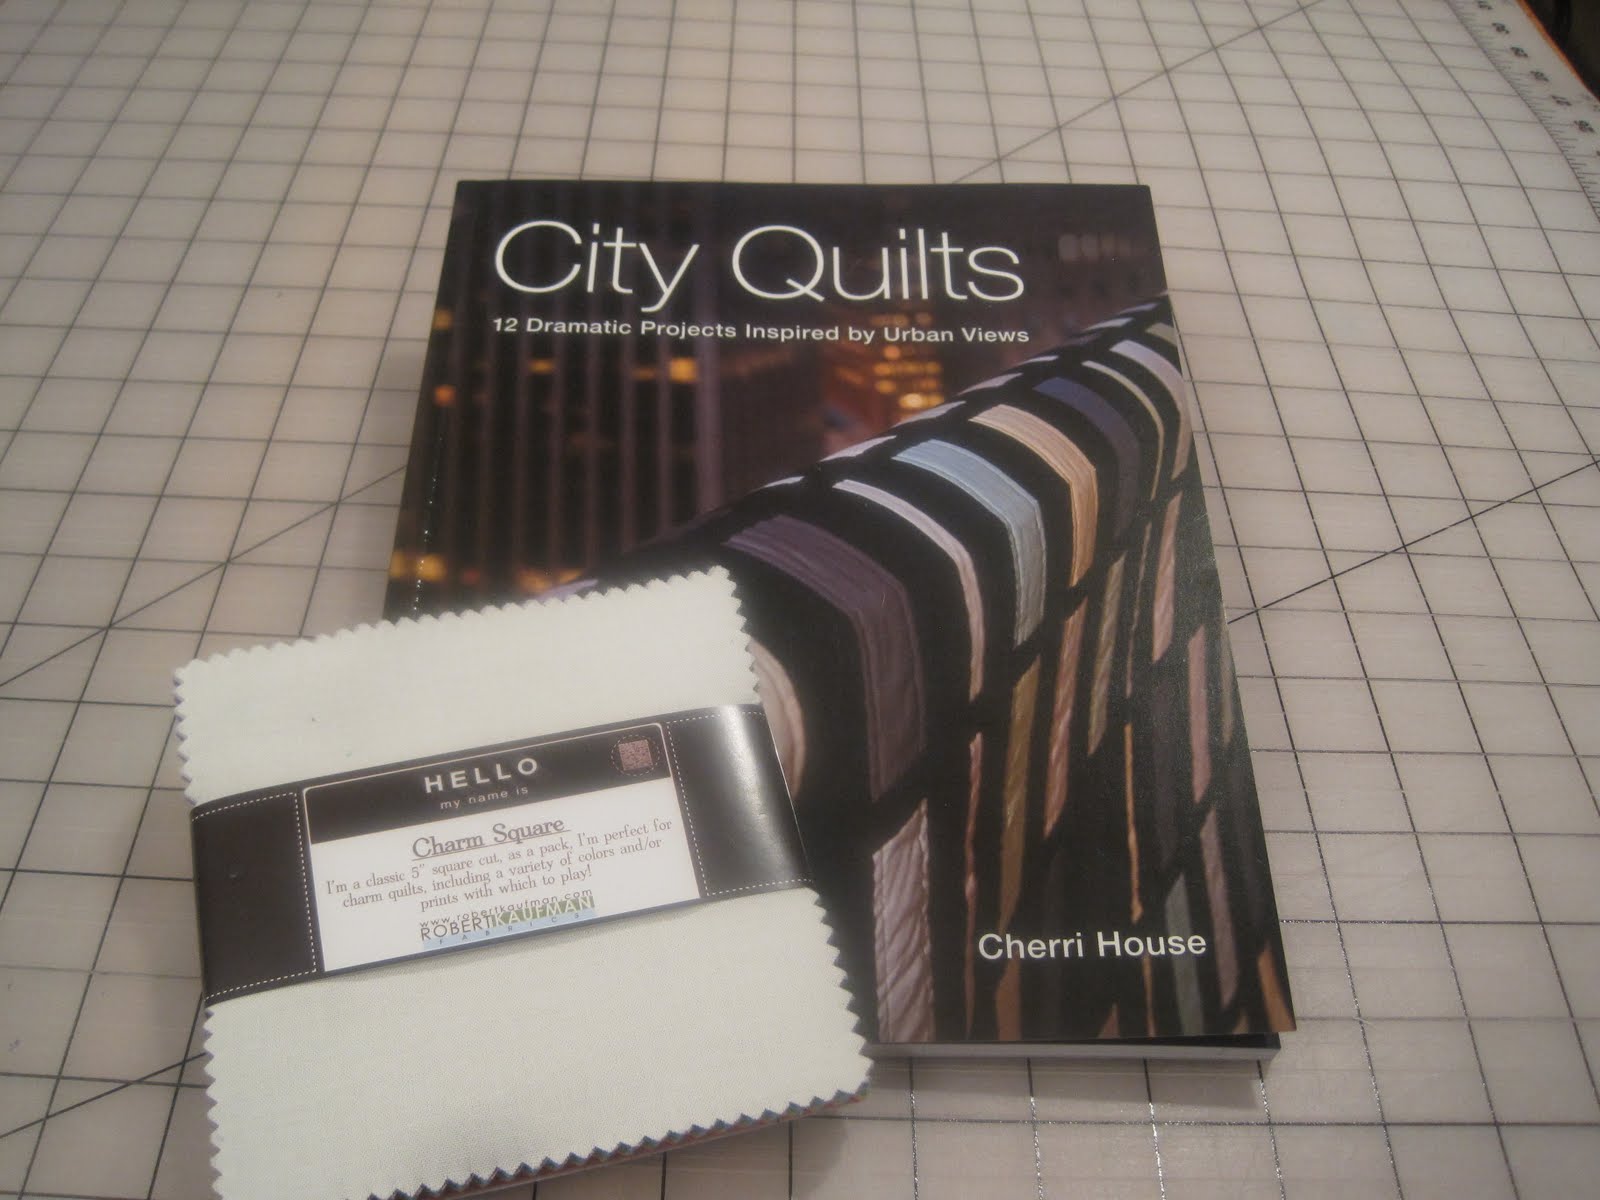 City Quilts
12 Dramatic Projects Inspired by Urban Views
Cherri House
HELLO
my name is
Charm Square
I'm a classic 5" square cut, as a pack, I'm perfect for
charm quilts, including a variety of colors and/or
prints with which to play!
www.robertkaufman.com
ROBERT KAUFMAN
FABRICS